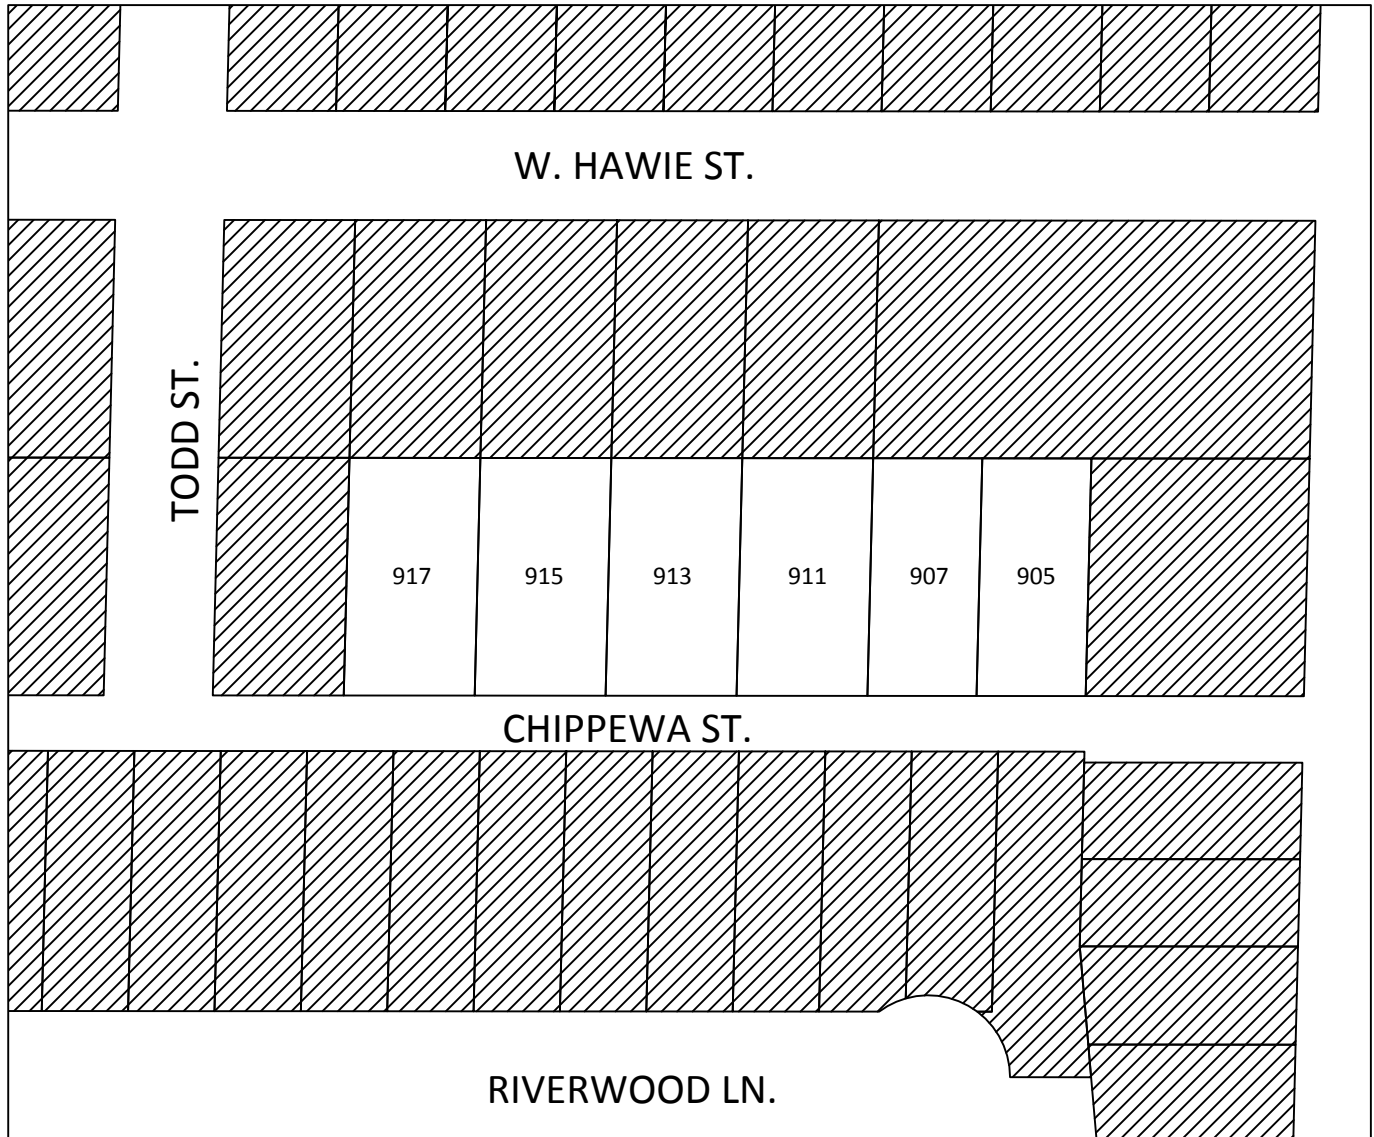 W. HAWIE ST.
TODD ST.
917 915 913 911 907 905
CHIPPEWA ST.
RIVERWOOD LN.